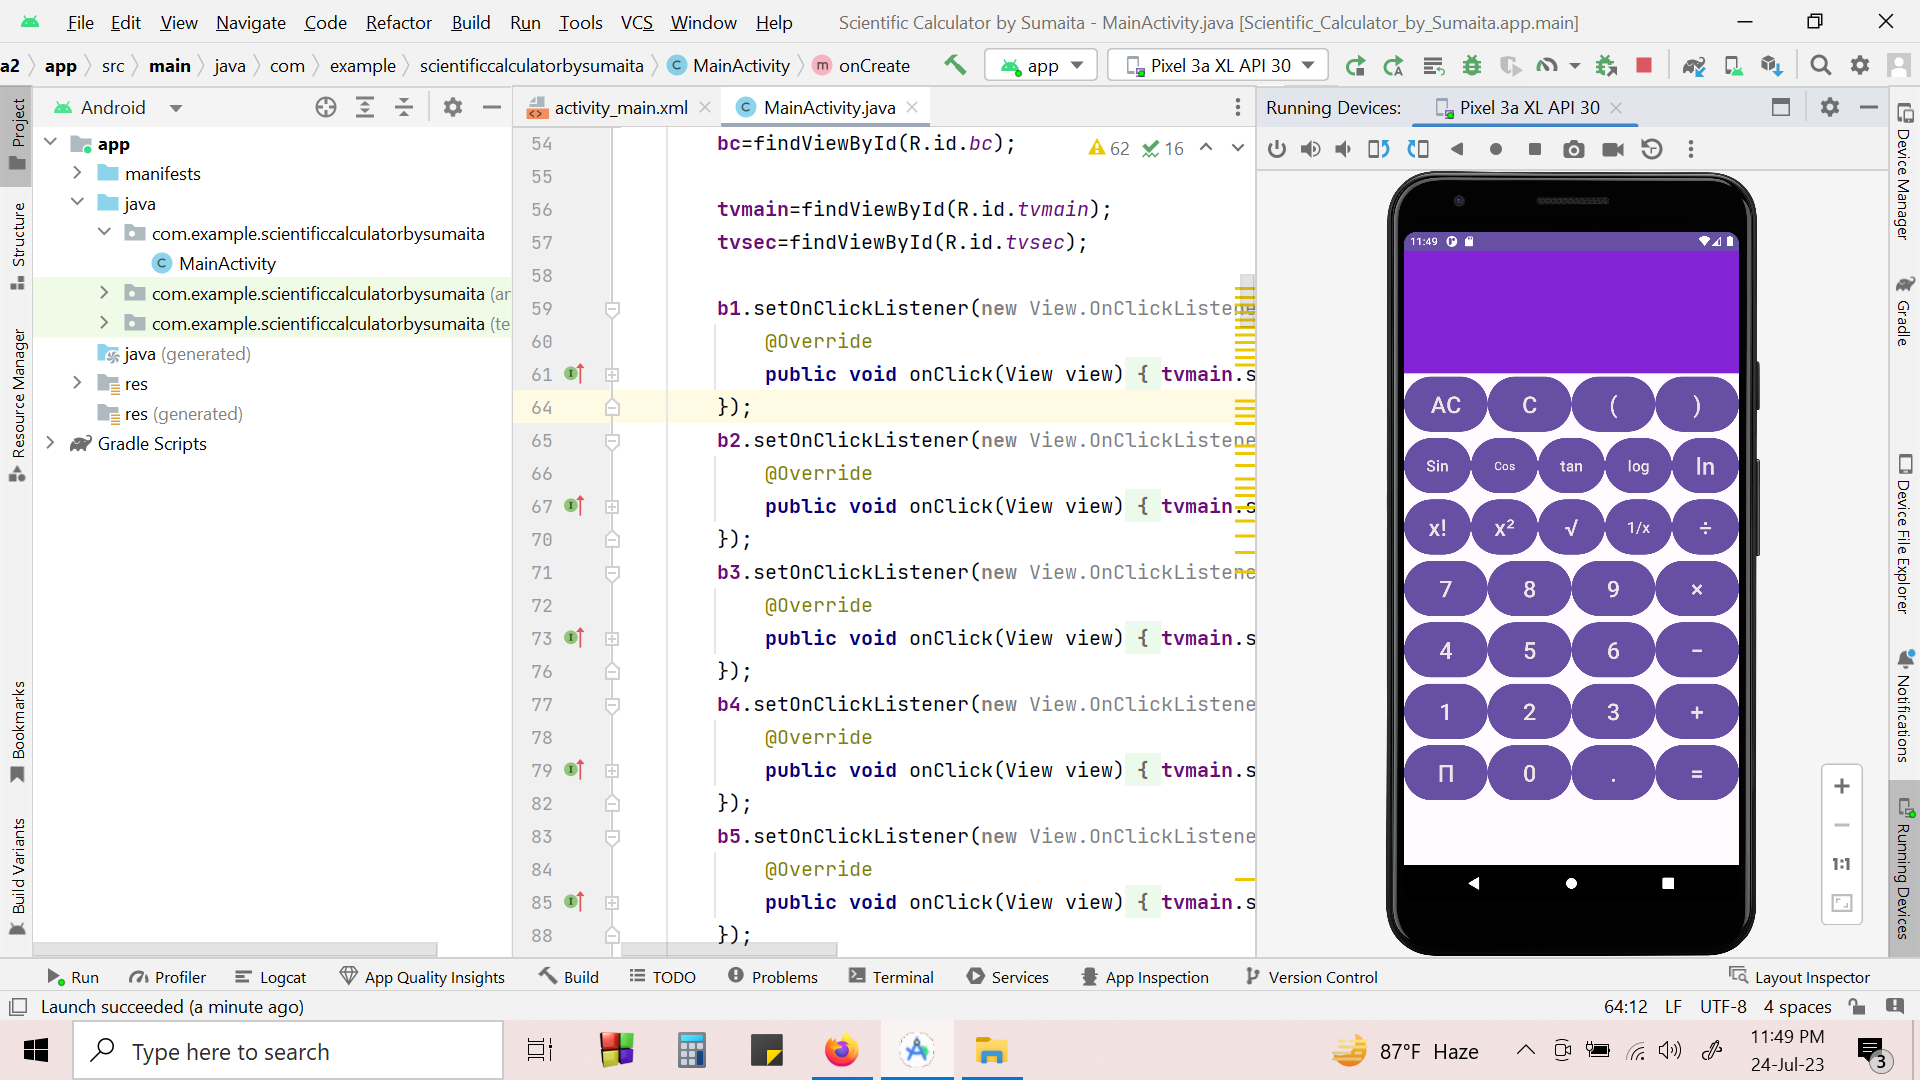 File Edit View Navigate Code Refactor Build Run Tools VCS Window Help Scientific Calculator by Sumaita - MainActivity.java [Scientific_Calculator_by_Sumaita.app.main]
a2 app src main java com example scientificcalculatorbysumaita MainActivity onCreate app Pixel 3a XL API 30
Android
activity_main.xml MainActivity.java
Running Devices: Pixel 3a XL API 30
Project
Structure
Resource Manager
Bookmarks
Build Variants
app
manifests
java
com.example.scientificcalculatorbysumaita
MainActivity
com.example.scientificcalculatorbysumaita (an
com.example.scientificcalculatorbysumaita (te
java (generated)
res
res (generated)
Gradle Scripts
62 16
54 bc=findViewById(R.id.bc);
55
56 tvmain=findViewById(R.id.tvmain);
57 tvsec=findViewById(R.id.tvsec);
58
59 b1.setOnClickListener(new View.OnClickListene
60 @Override
61 public void onClick(View view) { tvmain.s
64 });
65 b2.setOnClickListener(new View.OnClickListene
66 @Override
67 public void onClick(View view) { tvmain.s
70 });
71 b3.setOnClickListener(new View.OnClickListene
72 @Override
73 public void onClick(View view) { tvmain.s
76 });
77 b4.setOnClickListener(new View.OnClickListene
78 @Override
79 public void onClick(View view) { tvmain.s
82 });
83 b5.setOnClickListener(new View.OnClickListene
84 @Override
85 public void onClick(View view) { tvmain.s
88 });
11:49
AC C ( )
Sin Cos tan log ln
x! x² √ 1/x ÷
7 8 9 ×
4 5 6 −
1 2 3 +
Π 0 . =
1:1
Device Manager
Gradle
Device File Explorer
Notifications
Running Devices
Run Profiler Logcat App Quality Insights Build TODO Problems Terminal Services App Inspection Version Control Layout Inspector
Launch succeeded (a minute ago) 64:12 LF UTF-8 4 spaces
Type here to search
87°F Haze
11:49 PM
24-Jul-23
3